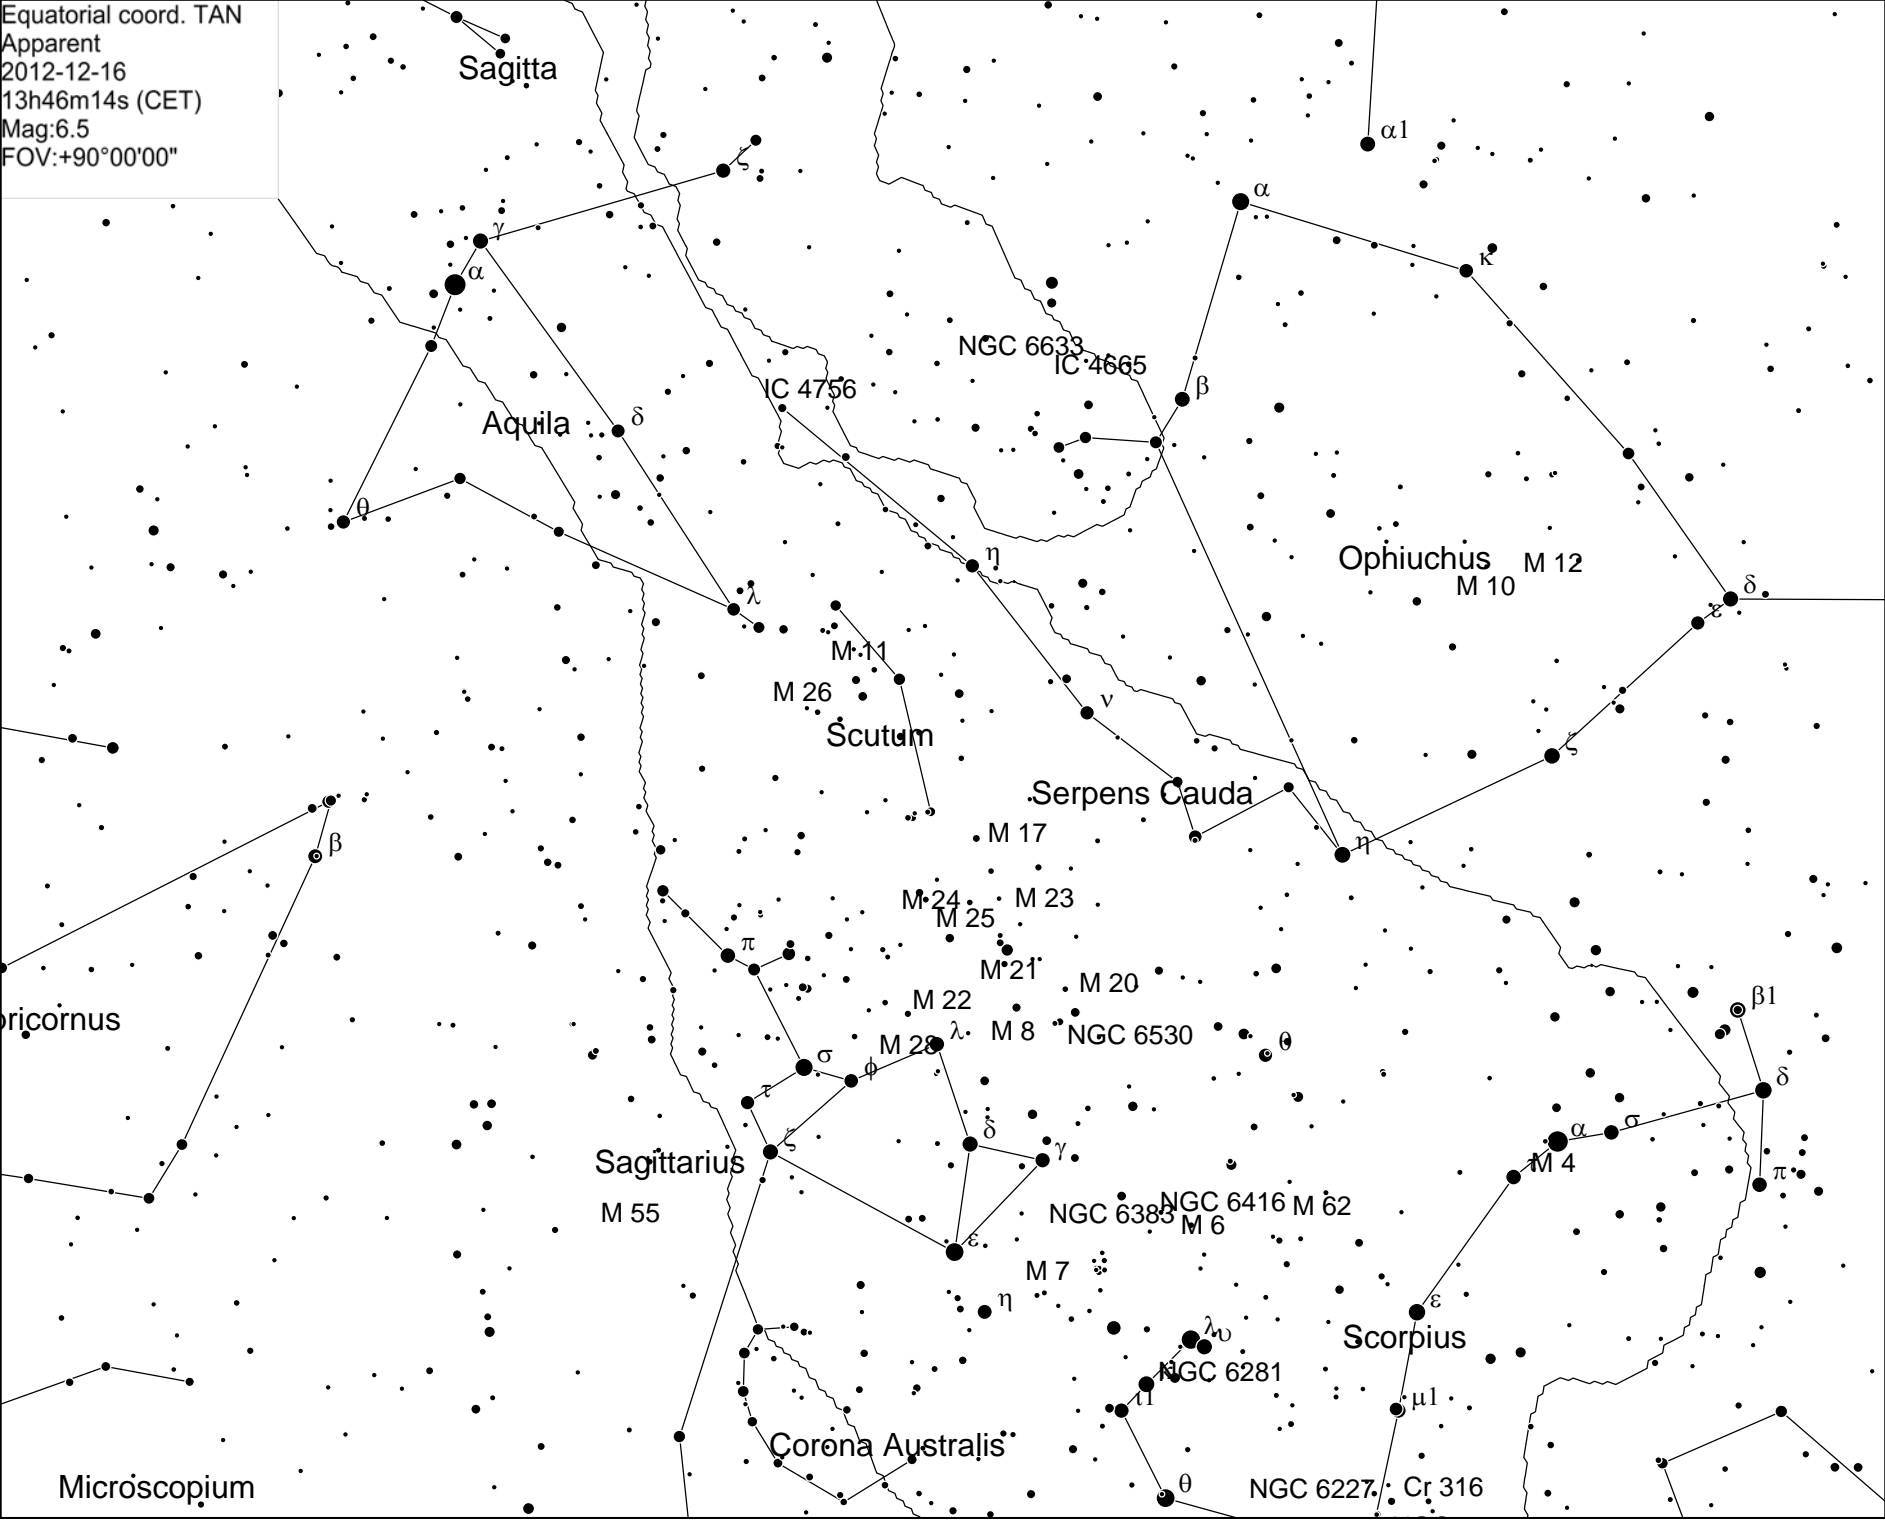 Equatorial coord. TAN
Apparent
2012-12-16
13h46m14s (CET)
Mag:6.5
FOV:+90°00'00"
Sagitta
α1
ζ
α
γ
κ
α
NGC 6633
IC 4665
IC 4756
β
Aquila
δ
θ
η
Ophiuchus
M 12
M 10
δ
λ
ε
M 11
M 26
ν
Scutum
ζ
Serpens Cauda
M 17
β
η
M 24
M 23
M 25
π
M 21
M 20
β1
M 22
ricornus
M 8
NGC 6530
λ
M 28
θ
σ
φ
δ
τ
α
σ
δ
ζ
γ
Sagittarius
M 4
π
M 55
NGC 6416
M 62
NGC 6383
M 6
ε
M 7
η
ε
λ
υ
Scorpius
NGC 6281
ι1
μ1
Corona Australis
θ
Microscopium
NGC 6227
Cr 316